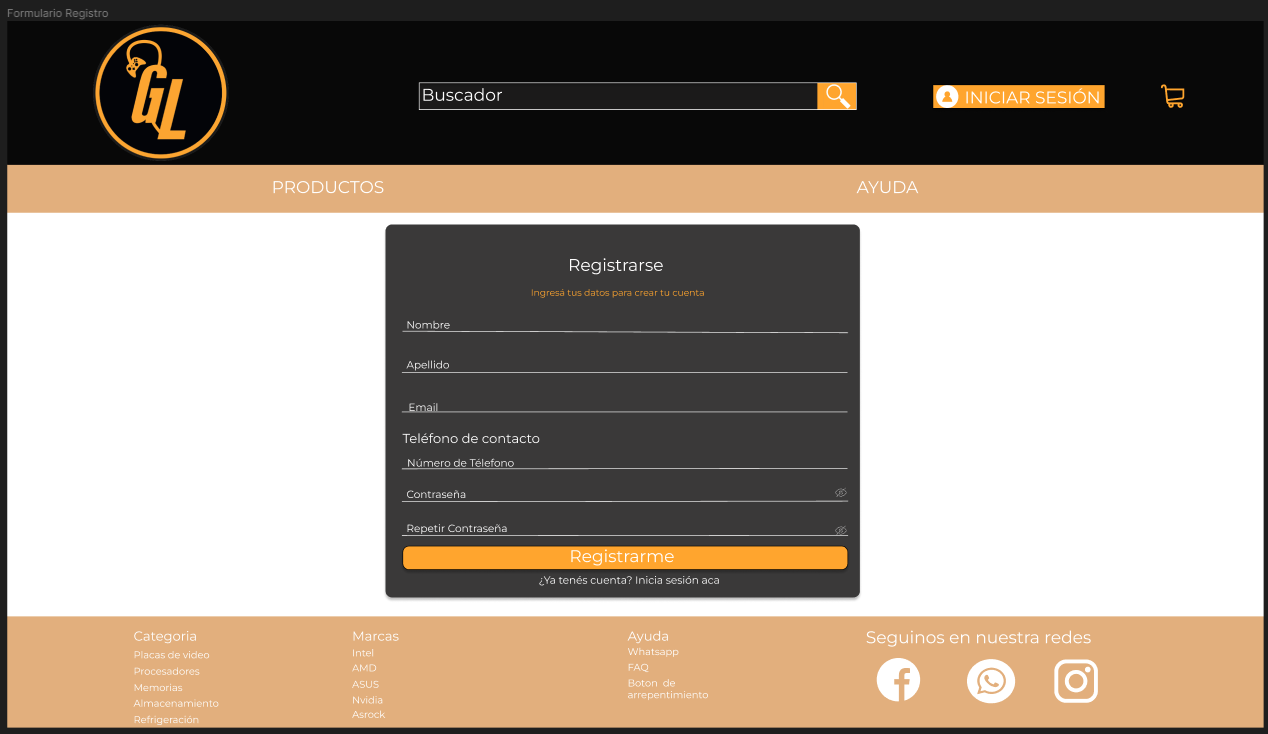 Formulario Registro
GL
Buscador
INICIAR SESIÓN
PRODUCTOS
AYUDA
Registrarse
Ingresá tus datos para crear tu cuenta
Nombre
Apellido
Email
Teléfono de contacto
Número de Télefono
Contraseña
Repetir Contraseña
Registrarme
¿Ya tenés cuenta? Inicia sesión aca
Categoria
Placas de video
Procesadores
Memorias
Almacenamiento
Refrigeración
Marcas
Intel
AMD
ASUS
Nvidia
Asrock
Ayuda
Whatsapp
FAQ
Boton de
arrepentimiento
Seguinos en nuestra redes